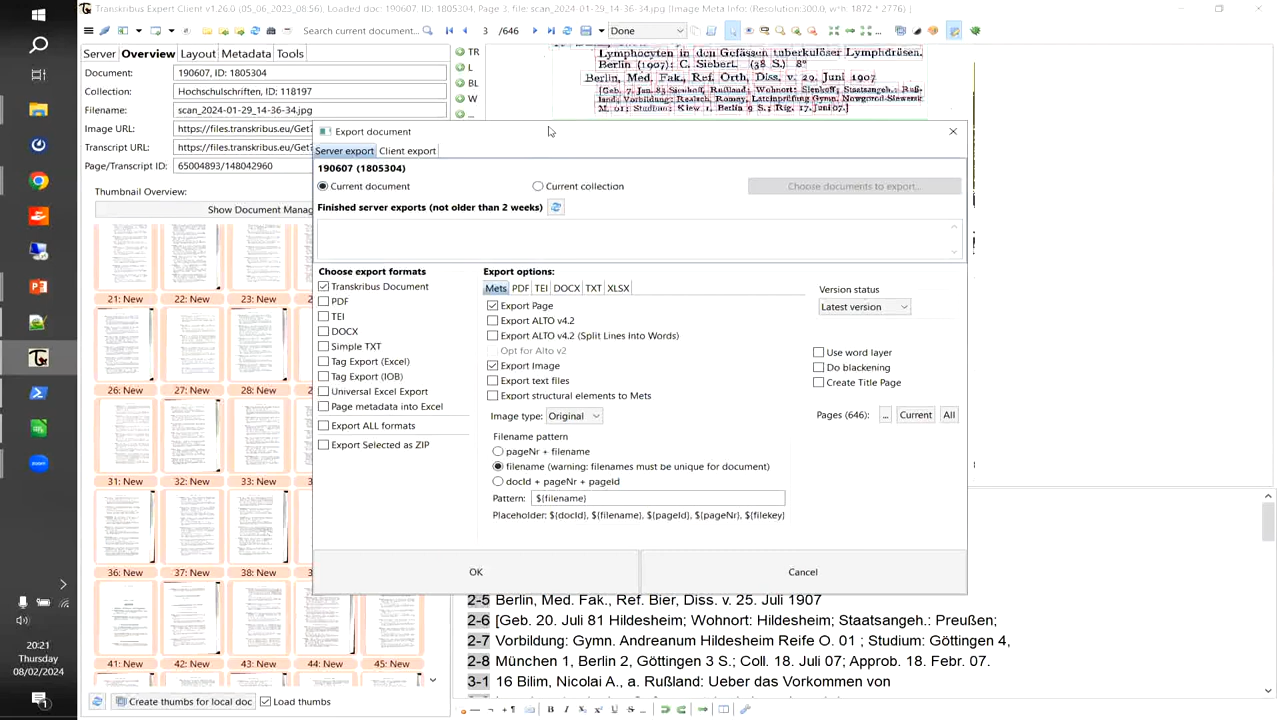 Transkribus Expert Client v1.26.0 (05_06_2023_08:56), Loaded doc: 190607, ID: 1805304, Page 3, file: scan_2024-01-29_14-36-34.jpg [Image Meta Info: (Resolution:300.0, w*h: 1872 * 2776) ]
Search current document...
3 /646
Done
Server Overview Layout Metadata Tools
Document: 190607, ID: 1805304
Collection: Hochschulschriften, ID: 118197
Filename: scan_2024-01-29_14-36-34.jpg
Image URL: https://files.transkribus.eu/Get?
Transcript URL: https://files.transkribus.eu/Get?
Page/Transcript ID: 65004893/148042960
Thumbnail Overview:
Show Document Manag
TR
L
BL
W
...
Lymphocyten in den Gefässen tuberkulöser Lymphdrüsen.
Berlin (1907): C. Siebert. (38 S.) 8°
Berlin, Med. Fak., Ref. Orth, Diss. v. 29. Juni 1907
Export document
Server export Client export
190607 (1805304)
Current document
Current collection
Choose documents to export...
Finished server exports (not older than 2 weeks)
Choose export formats
Transkribus Document
PDF
TEI
DOCX
Simple TXT
Tag Export (Excel)
Tag Export (IOB)
Universal Excel Export
Page metadata into Excel
Export ALL formats
Export Selected as ZIP
Export options:
Mets PDF TEI DOCX TXT XLSX
Export Page
Export ALTO v4.2
Export ALTO v4.2 (Split Lines Into Words)
Opt for Alto v2
Export Image
Export text files
Export structural elements to Mets
Image type: Original
Filename pattern
pageNr + filename
filename (warning: filenames must be unique for document)
docId + pageNr + pageId
Pattern: ${filename}
Placeholder: ${docId}, ${filename}, ${pageId}, ${pageNr}, ${filekey}
Version status
Latest version
Use word layer
Do blackening
Create Title Page
Pages (646): ... Current All
OK
Cancel
21: New 22: New 23: New
26: New 27: New 28: New
31: New 32: New 33: New
36: New 37: New 38: New
41: New 42: New 43: New 44: New 45: New
2-5 Berlin, Med. Fak., Ref. Bier, Diss. v. 25. Juli 1907
2-6 [Geb. 20. Juli 81 Hildesheim; Wohnort: Hildesheim; Staatsangeh.: Preußen;
2-7 Vorbildung: Gymn. Andreanum Hildesheim Reife O. 01 ; Studium: Göttingen 4,
2-8 München 1, Berlin 2, Göttingen 3 S.; Coll. 18. Juli 07; Approb. 18. Febr. 07.
3-1 16 Bilim, Nicolai A., a. Rußland: Ueber das Vorkommen von
Create thumbs for local doc
Load thumbs
20:21
Thursday
08/02/2024